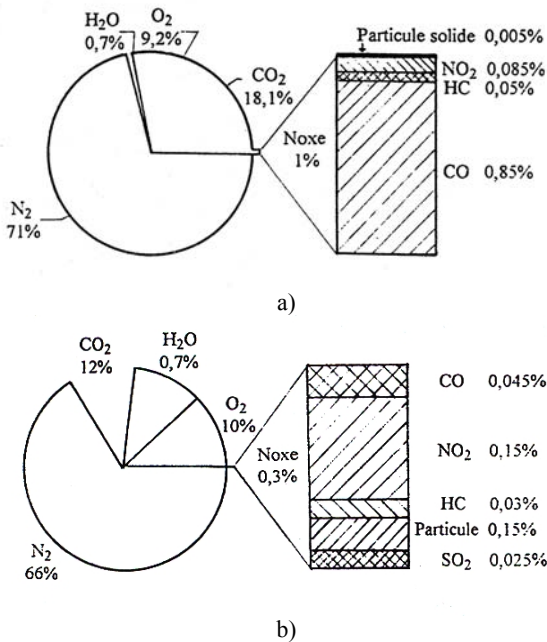 H₂O
0,7%
O₂
9,2%
CO₂
18,1%
N₂
71%
Noxe
1%
Particule solide 0,005%
NO₂ 0,085%
HC 0,05%
CO 0,85%
a)
CO₂
12%
H₂O
0,7%
O₂
10%
N₂
66%
Noxe
0,3%
CO 0,045%
NO₂ 0,15%
HC 0,03%
Particule 0,15%
SO₂ 0,025%
b)